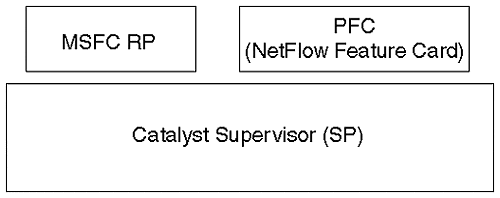 MSFC RP
PFC
(NetFlow Feature Card)
Catalyst Supervisor (SP)